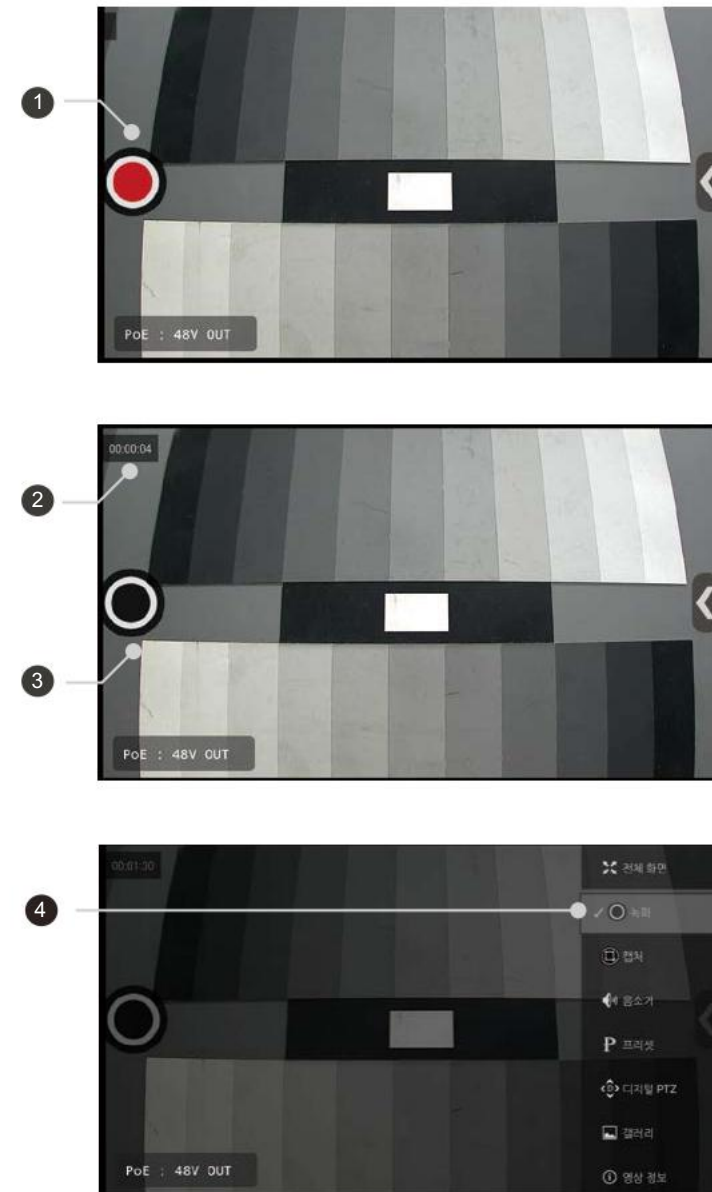 1
PoE : 48V OUT
00:00:04
2
3
PoE : 48V OUT
00:01:30
전체 화면
4
녹화
캡처
음소거
P 프리셋
D 디지털 PTZ
갤러리
영상 정보
PoE : 48V OUT